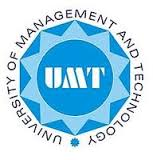 UNIVERSITY OF MANAGEMENT AND TECHNOLOGY
UMT